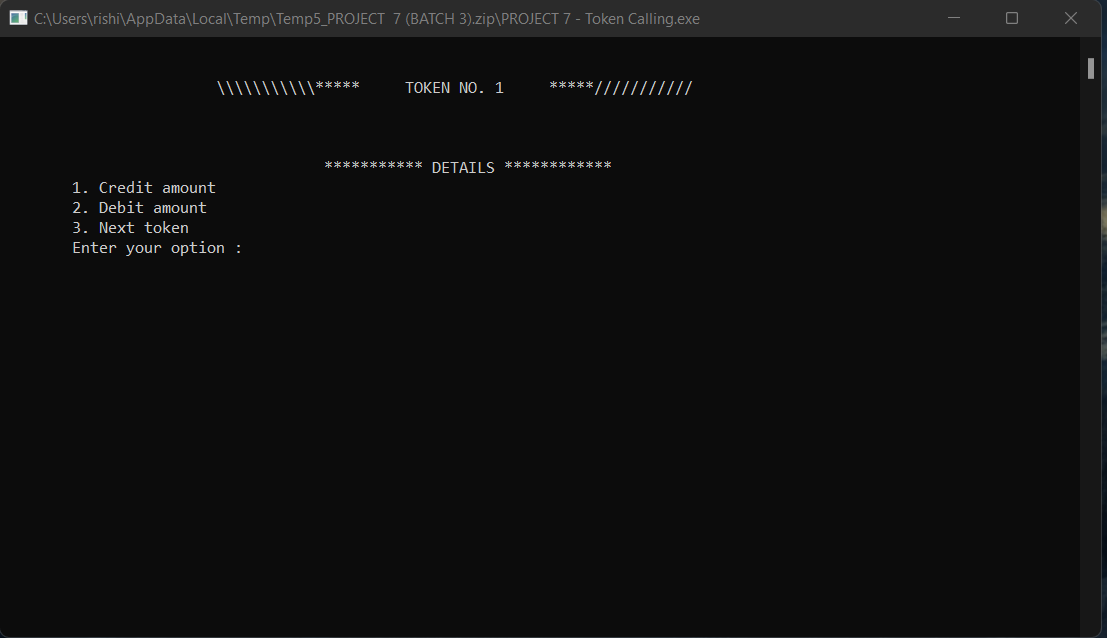 C:\Users\rishi\AppData\Local\Temp\Temp5_PROJECT  7 (BATCH 3).zip\PROJECT 7 - Token Calling.exe
\\\\\\\\\\\*****     TOKEN NO. 1     *****///////////
*********** DETAILS ************
1. Credit amount
2. Debit amount
3. Next token
Enter your option :